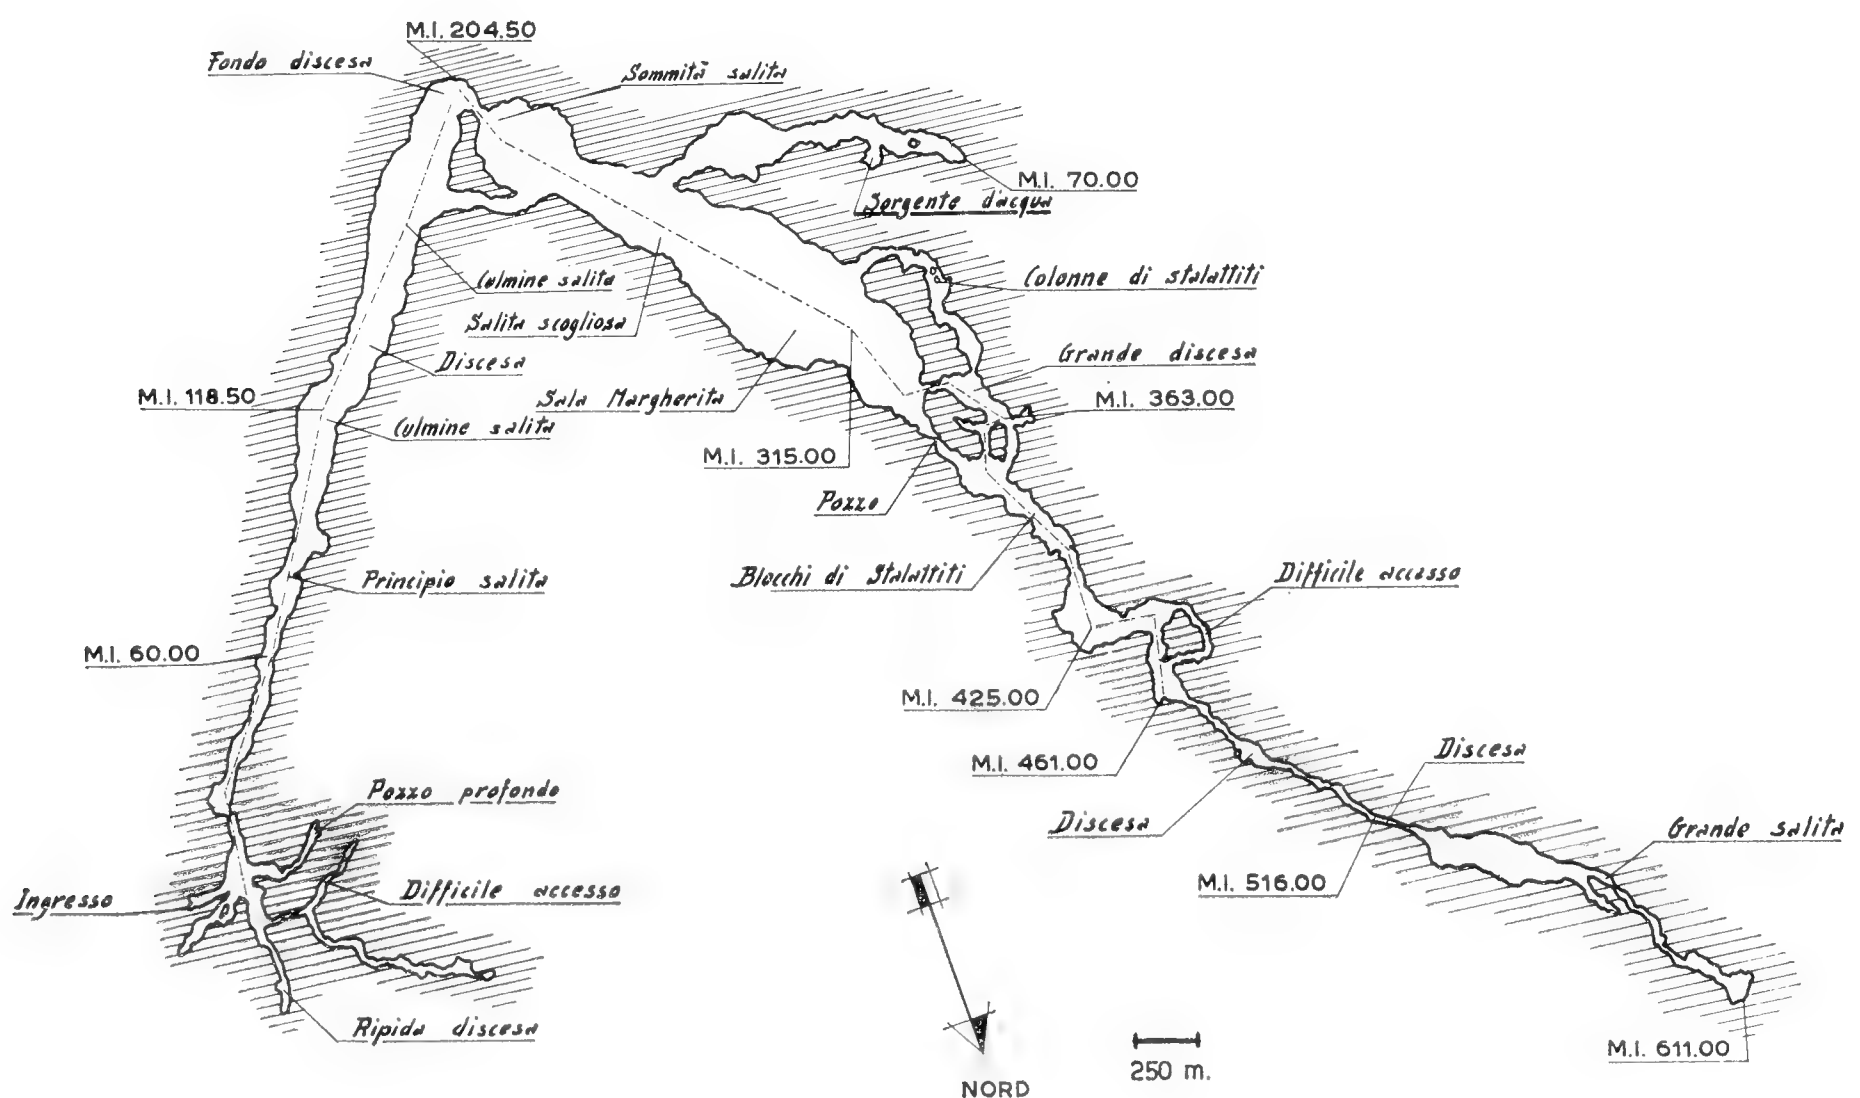 M.I. 204.50
Fondo discesa
Sommità salita
M.I. 70.00
Sorgente d'acqua
Culmine salita
Colonne di stalattiti
Salita scogliosa
Discesa
Grande discesa
M.I. 118.50
Sala Margherita
M.I. 363.00
Culmine salita
M.I. 315.00
Pozzo
Principio salita
Blocchi di Stalattiti
Difficile accesso
M.I. 60.00
M.I. 425.00
M.I. 461.00
Discesa
Pozzo profondo
Discesa
Grande salita
Ingresso
Difficile accesso
M.I. 516.00
Ripida discesa
M.I. 611.00
250 m.
NORD